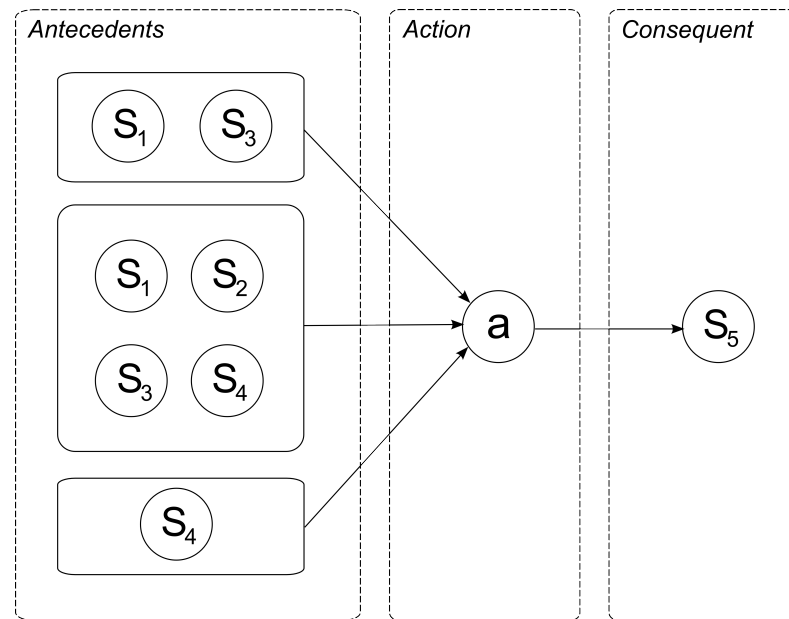 Antecedents
Action
Consequent
S1 S3
S1 S2
S3 S4
S4
a
S5